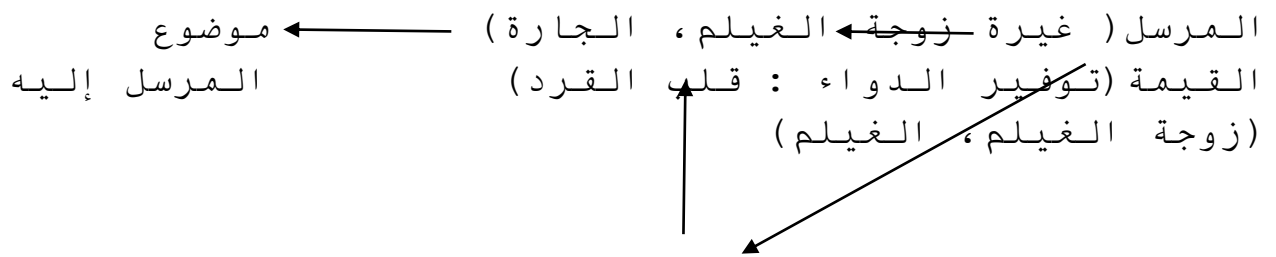 المرسل( غيرة زوجة الغيلم، الجارة) موضوع
القيمة(توفير الدواء : قلب القرد) المرسل إليه
(زوجة الغيلم، الغيلم)